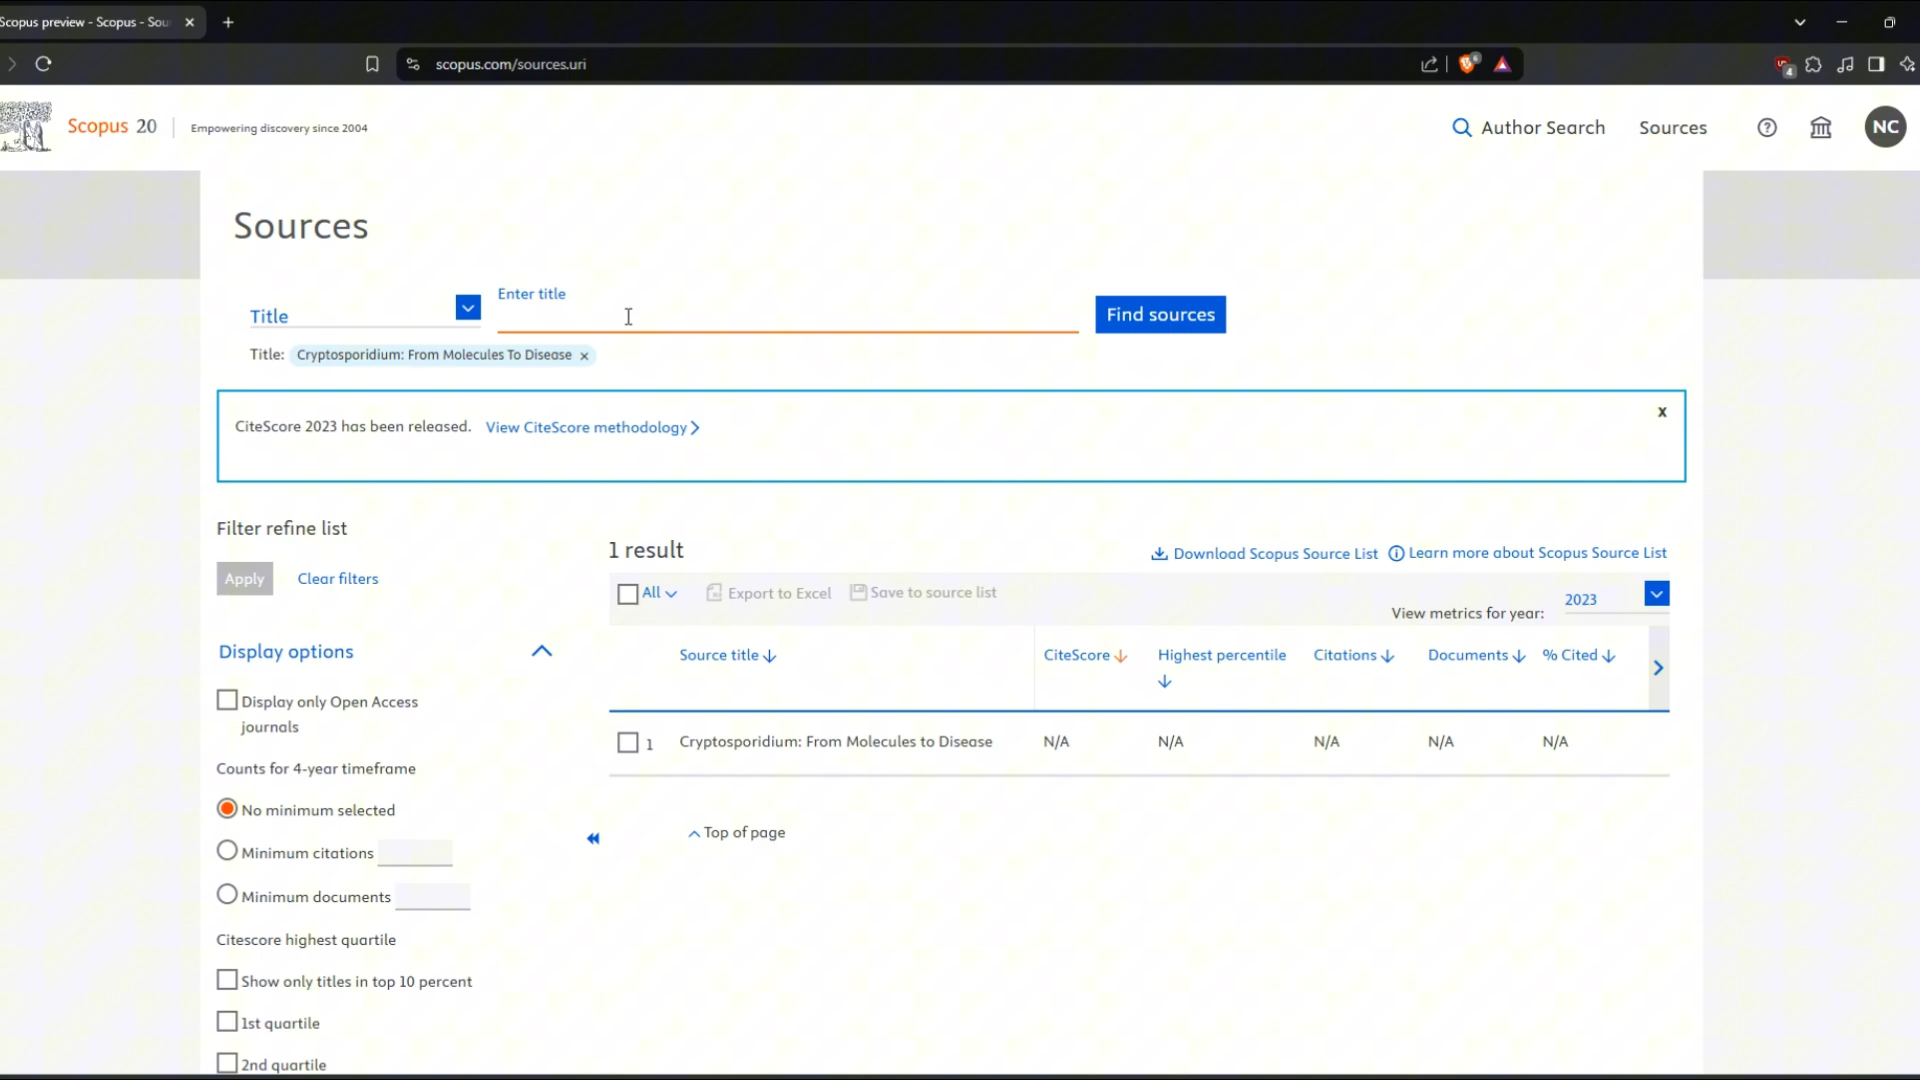 Scopus preview - Scopus - Sou
scopus.com/sources.uri
6
4
Scopus 20
Empowering discovery since 2004
Author Search
Sources
NC
Sources
Title
Enter title
Find sources
Title: Cryptosporidium: From Molecules To Disease ×
CiteScore 2023 has been released. View CiteScore methodology
x
Filter refine list
Apply
Clear filters
Display options
Display only Open Access
journals
Counts for 4-year timeframe
No minimum selected
Minimum citations
Minimum documents
Citescore highest quartile
Show only titles in top 10 percent
1st quartile
2nd quartile
1 result
Download Scopus Source List
Learn more about Scopus Source List
All
Export to Excel
Save to source list
View metrics for year:
2023
Source title
CiteScore
Highest percentile
Citations
Documents
% Cited
1 Cryptosporidium: From Molecules to Disease N/A N/A N/A N/A N/A
Top of page